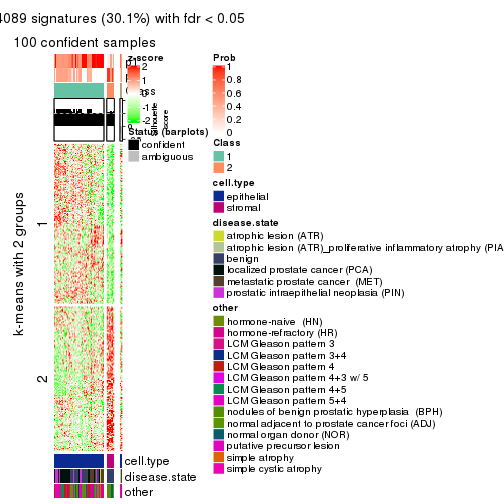 4089 signatures (30.1%) with fdr < 0.05
100 confident samples
z-score
2
1
0
-1
-2
Status (barplots)
confident
ambiguous
Prob
1
0.8
0.6
0.4
0.2
0
Class
1
2
cell.type
epithelial
stromal
disease.state
atrophic lesion (ATR)
atrophic lesion (ATR)_proliferative inflammatory atrophy (PIA
benign
localized prostate cancer (PCA)
metastatic prostate cancer (MET)
prostatic intraepithelial neoplasia (PIN)
other
hormone-naive (HN)
hormone-refractory (HR)
LCM Gleason pattern 3
LCM Gleason pattern 3+4
LCM Gleason pattern 4
LCM Gleason pattern 4+3 w/ 5
LCM Gleason pattern 4+5
LCM Gleason pattern 5+4
nodules of benign prostatic hyperplasia (BPH)
normal adjacent to prostate cancer foci (ADJ)
normal organ donor (NOR)
putative precursor lesion
simple atrophy
simple cystic atrophy
k-means with 2 groups
1
2
cell.type
disease.state
other